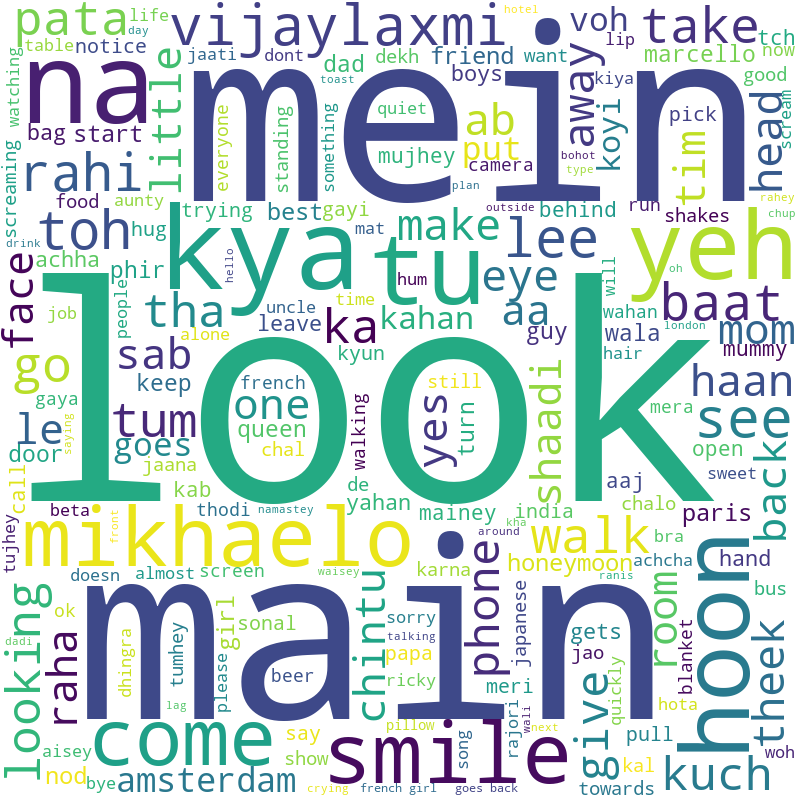 pata life hotel vijaylaxmi voh take tch
table notice day jaati dont dad dekh friend want lip marcello now
na mein toast boys kiya good
watching little quiet ab away koyi pick head scream
bag start everyone standing something mujhey put camera bohot tim
rahi plan type
screaming food aunty trying best gayi outside behind run shakes rahey
toh hug kya mat tu make lee yeh chup
drink achha phir hello hum eye will oh
face job people tha uncle time ka kahan aa guy wahan baat
alone leave kyun wala london mom
go sab keep french still hair mummy
gaya tum one yes turn shaadi mera haan
le door goes queen chal walking see
saying jaana look de yahan aaj open sweet back
call kab mainey india chalo paris
beta thodi namastey bra
tujhey mikhaelo front around kha walk
doesn almost screen waisey karna phone honeymoon achcha hand
looking ok raha girl sonal main chintu sorry japanese ranis room hoon bus
dadi dhingra tumhey talking gets theek
please beer papa jao blanket
lag ricky meri give quickly hota
come pillow song rajori wali pull
aisey say smile next show kal woh
nod bye amsterdam crying french girl goes back towards kuch